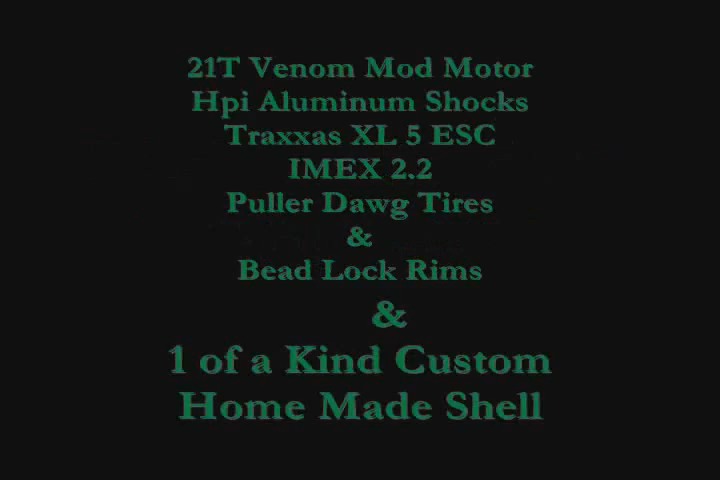 21T Venom Mod Motor
Hpi Aluminum Shocks
Traxxas XL 5 ESC
IMEX 2.2
Puller Dawg Tires
&
Bead Lock Rims
&
1 of a Kind Custom
Home Made Shell